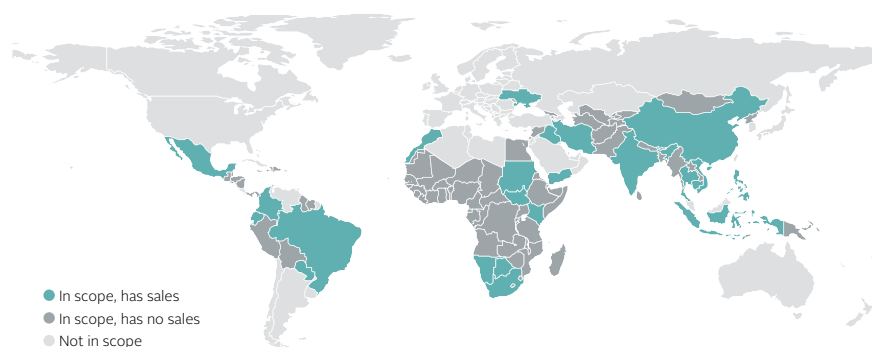 In scope, has sales
In scope, has no sales
Not in scope